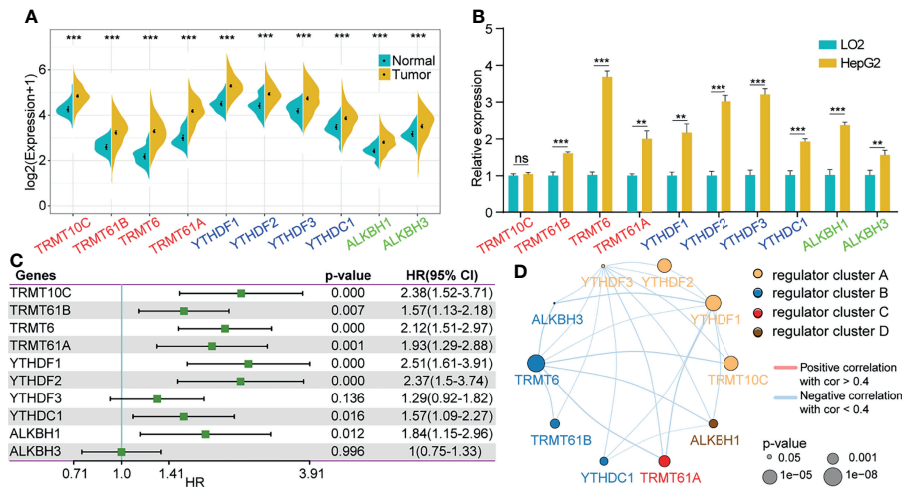 A
*** *** *** *** *** *** *** *** *** ***
Normal
Tumor
log2(Expression+1)
6
4
2
0
TRMT10C
TRMT61B
TRMT6
TRMT61A
YTHDF1
YTHDF2
YTHDF3
YTHDC1
ALKBH1
ALKBH3
B
LO2
HepG2
Relative expression
5
4
3
2
1
0
ns *** *** ** ** *** *** *** *** **
TRMT10C
TRMT61B
TRMT6
TRMT61A
YTHDF1
YTHDF2
YTHDF3
YTHDC1
ALKBH1
ALKBH3
C
Genes p-value HR(95% CI)
TRMT10C 0.000 2.38(1.52-3.71)
TRMT61B 0.007 1.57(1.13-2.18)
TRMT6 0.000 2.12(1.51-2.97)
TRMT61A 0.001 1.93(1.29-2.88)
YTHDF1 0.000 2.51(1.61-3.91)
YTHDF2 0.000 2.37(1.5-3.74)
YTHDF3 0.136 1.29(0.92-1.82)
YTHDC1 0.016 1.57(1.09-2.27)
ALKBH1 0.012 1.84(1.15-2.96)
ALKBH3 0.996 1(0.75-1.33)
0.71 1.0 1.41 3.91
HR
D
YTHDF3
YTHDF2
ALKBH3
YTHDF1
TRMT6
TRMT10C
TRMT61B
ALKBH1
YTHDC1
TRMT61A
regulator cluster A
regulator cluster B
regulator cluster C
regulator cluster D
Positive correlation
with cor > 0.4
Negative correlation
with cor < 0.4
p-value
0.05 0.001
1e-05 1e-08